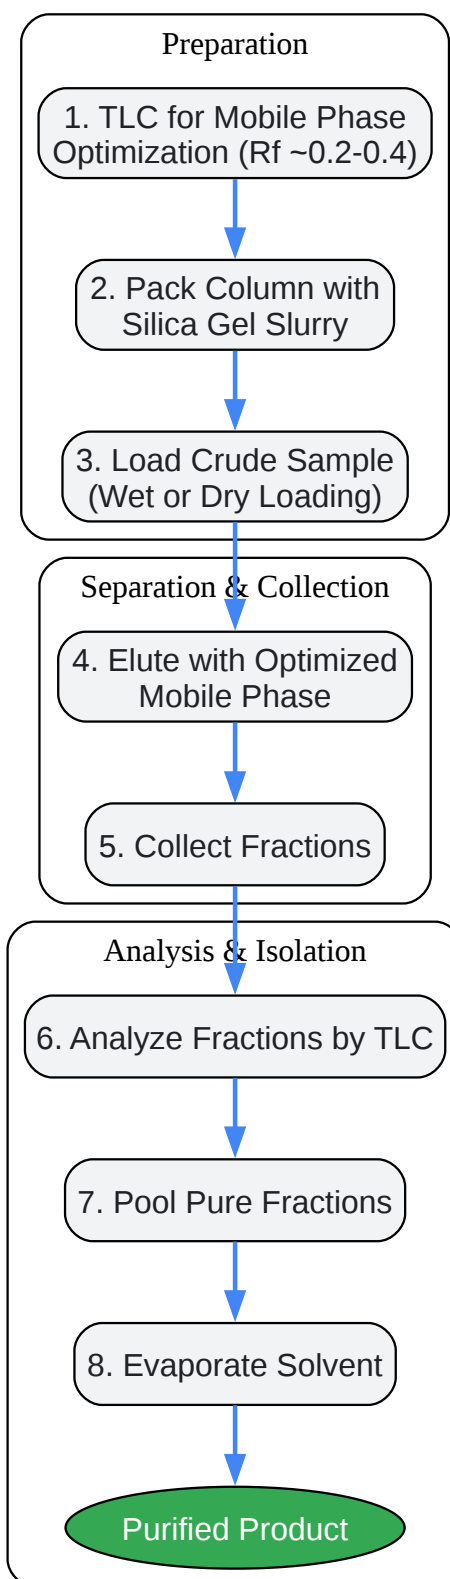 Preparation
1. TLC for Mobile Phase
Optimization (Rf ~0.2-0.4)
2. Pack Column with
Silica Gel Slurry
3. Load Crude Sample
(Wet or Dry Loading)
Separation & Collection
4. Elute with Optimized
Mobile Phase
5. Collect Fractions
Analysis & Isolation
6. Analyze Fractions by TLC
7. Pool Pure Fractions
8. Evaporate Solvent
Purified Product